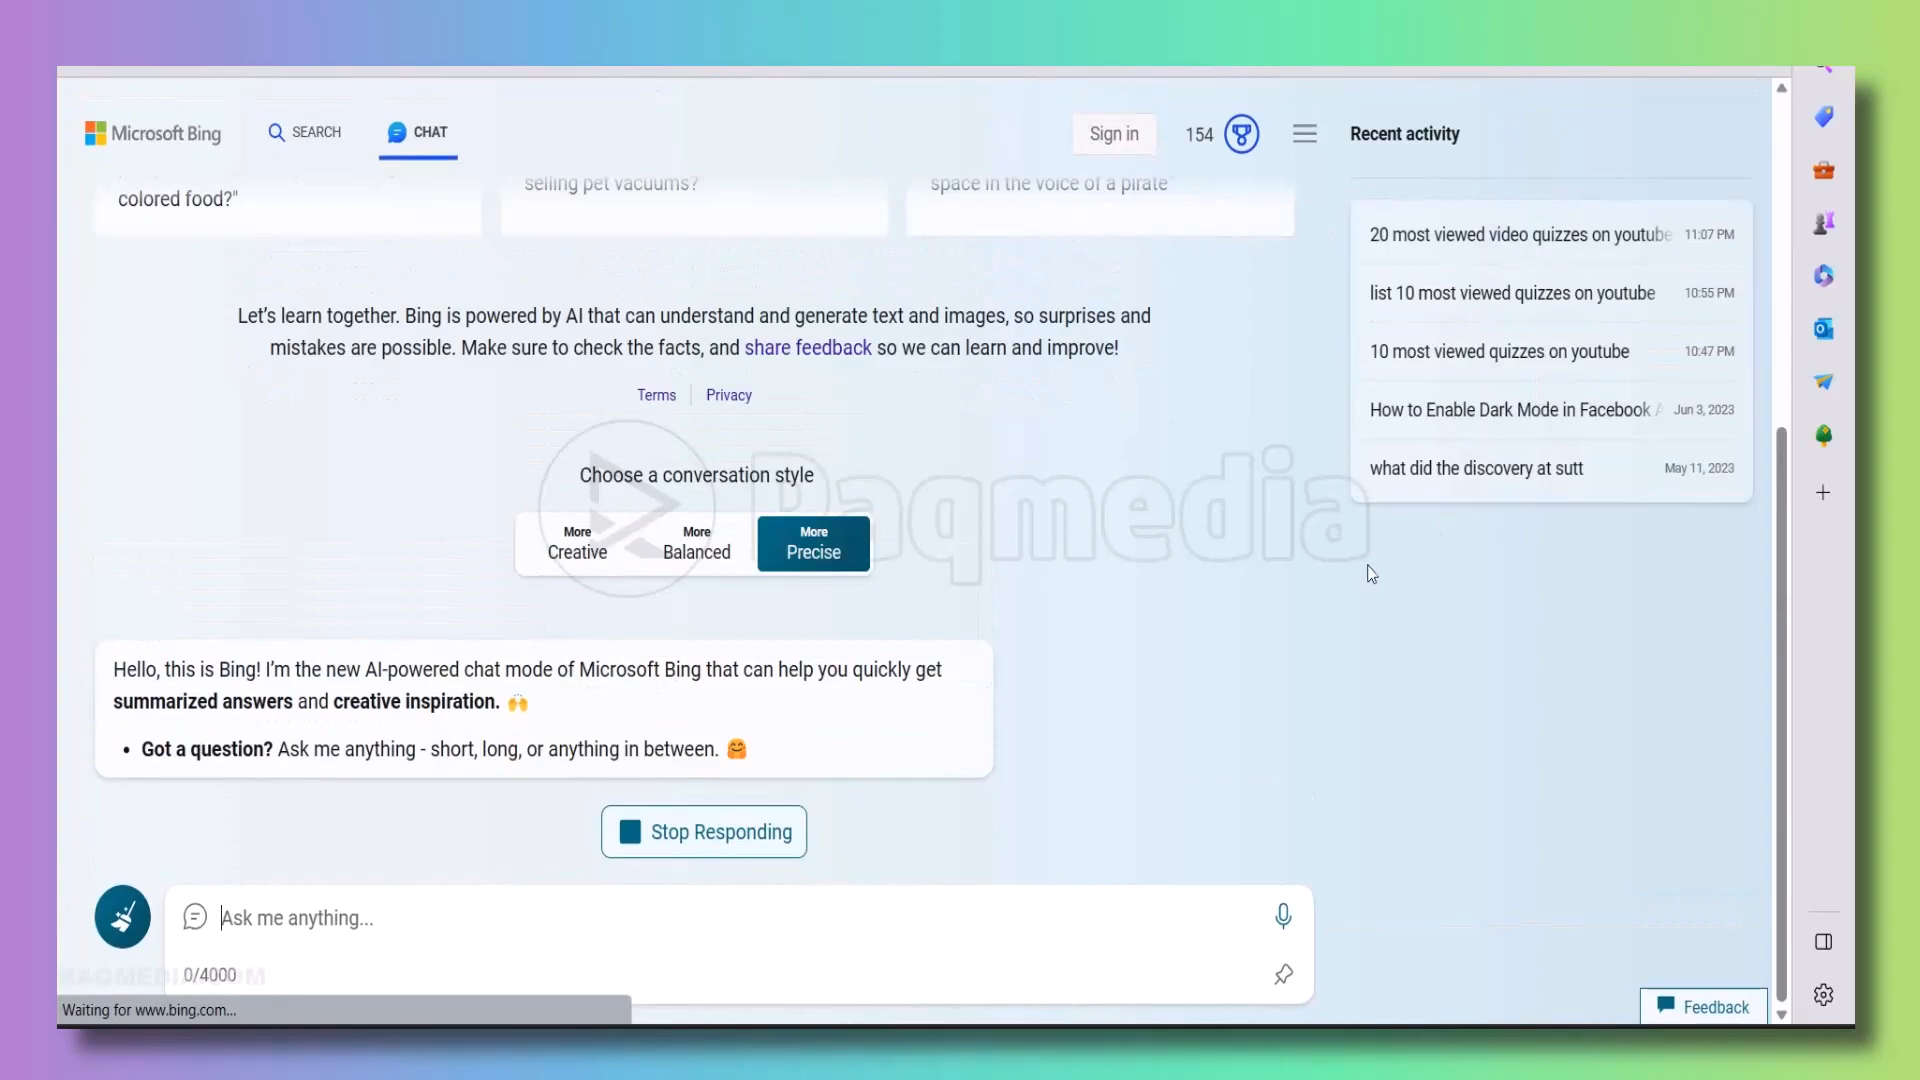 Microsoft Bing
SEARCH
CHAT
Sign in
154
Recent activity
colored food?"
selling pet vacuums?"
space in the voice of a pirate"
20 most viewed video quizzes on youtube 11:07 PM
list 10 most viewed quizzes on youtube 10:55 PM
10 most viewed quizzes on youtube 10:47 PM
How to Enable Dark Mode in Facebook A Jun 3, 2023
what did the discovery at sutt May 11, 2023
Let's learn together. Bing is powered by AI that can understand and generate text and images, so surprises and
mistakes are possible. Make sure to check the facts, and share feedback so we can learn and improve!
Terms
Privacy
Choose a conversation style
More
Creative
More
Balanced
More
Precise
Naqmedia
Hello, this is Bing! I'm the new AI-powered chat mode of Microsoft Bing that can help you quickly get
summarized answers and creative inspiration. 🙌
• Got a question? Ask me anything - short, long, or anything in between. 🤗
Stop Responding
Ask me anything...
0/4000
NAQMEDIA.COM
Waiting for www.bing.com...
Feedback